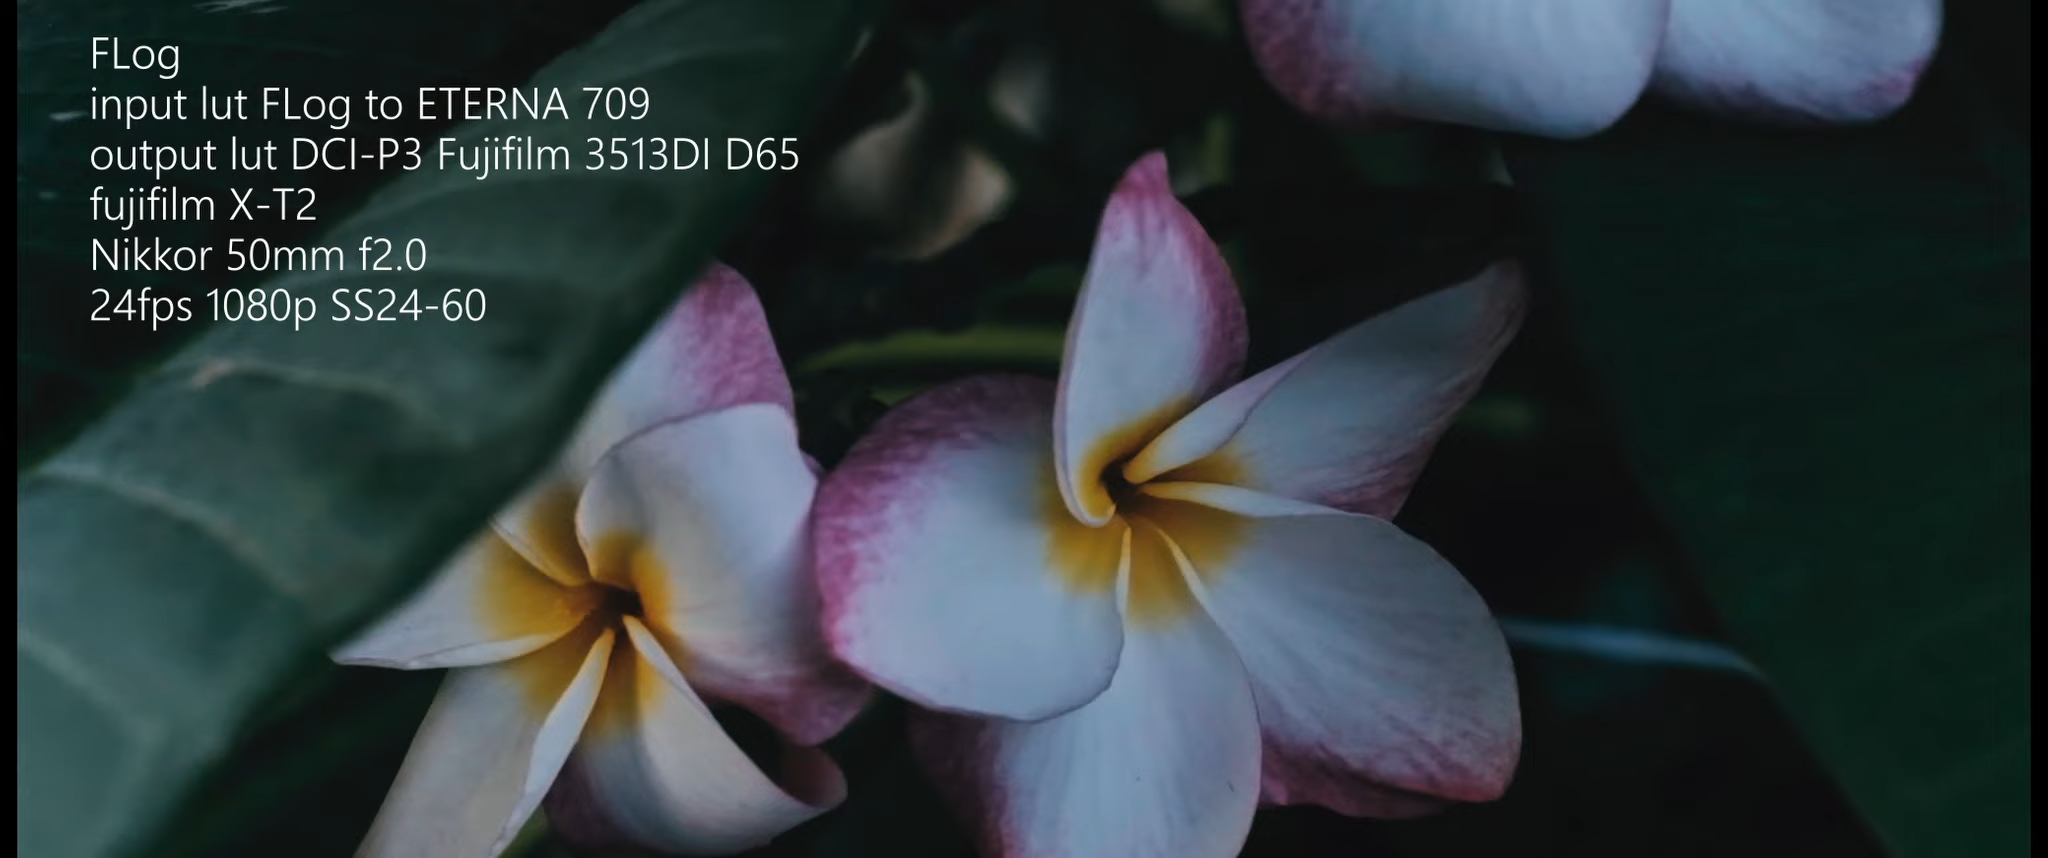 FLog
input lut FLog to ETERNA 709
output lut DCI-P3 Fujifilm 3513DI D65
fujifilm X-T2
Nikkor 50mm f2.0
24fps 1080p SS24-60